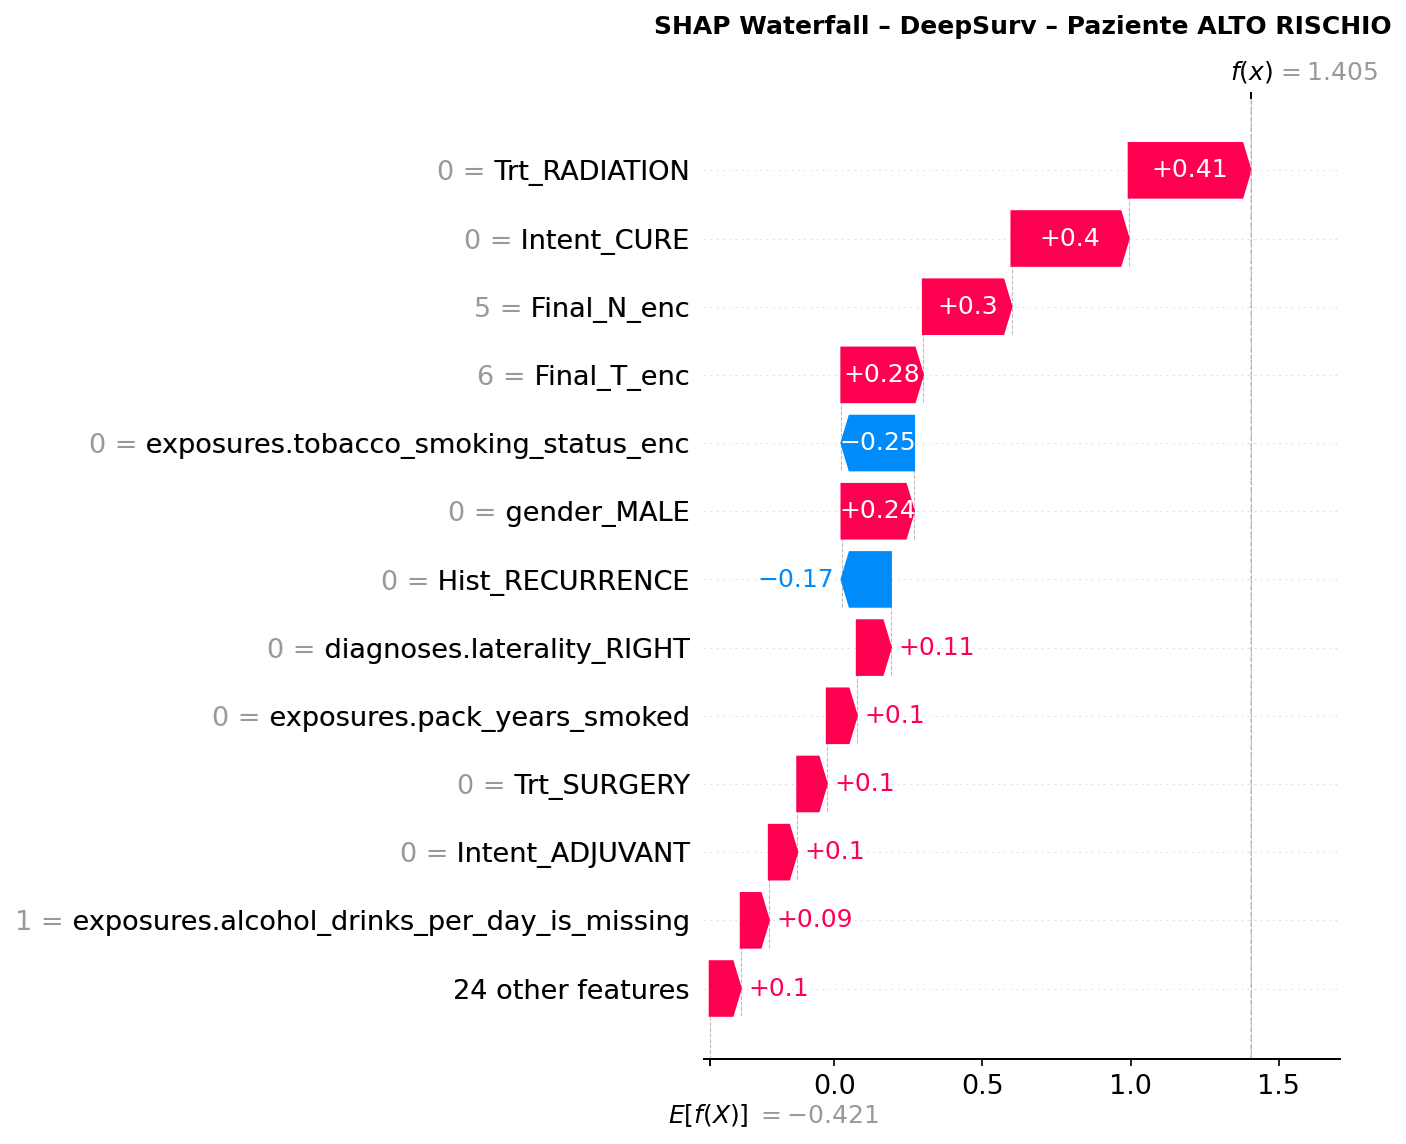 SHAP Waterfall – DeepSurv – Paziente ALTO RISCHIO
f(x) = 1.405
0 = Trt_RADIATION +0.41
0 = Intent_CURE +0.4
5 = Final_N_enc +0.3
6 = Final_T_enc +0.28
0 = exposures.tobacco_smoking_status_enc −0.25
0 = gender_MALE +0.24
0 = Hist_RECURRENCE −0.17
0 = diagnoses.laterality_RIGHT +0.11
0 = exposures.pack_years_smoked +0.1
0 = Trt_SURGERY +0.1
0 = Intent_ADJUVANT +0.1
1 = exposures.alcohol_drinks_per_day_is_missing +0.09
24 other features +0.1
0.0 0.5 1.0 1.5
E[f(X)] = −0.421